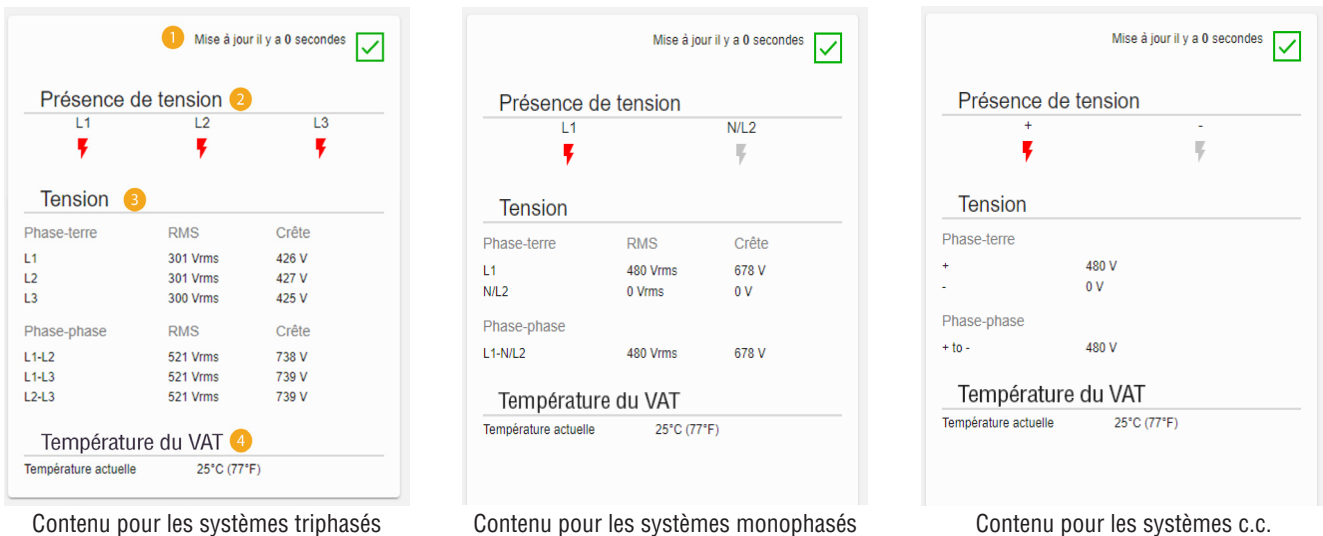 1 Mise à jour il y a 0 secondes
Présence de tension 2
L1 L2 L3
Tension 3
Phase-terre RMS Crête
L1 301 Vrms 426 V
L2 301 Vrms 427 V
L3 300 Vrms 425 V
Phase-phase RMS Crête
L1-L2 521 Vrms 738 V
L1-L3 521 Vrms 739 V
L2-L3 521 Vrms 739 V
Température du VAT 4
Température actuelle 25°C (77°F)
Contenu pour les systèmes triphasés
Mise à jour il y a 0 secondes
Présence de tension
L1 N/L2
Tension
Phase-terre RMS Crête
L1 480 Vrms 678 V
N/L2 0 Vrms 0 V
Phase-phase
L1-N/L2 480 Vrms 678 V
Température du VAT
Température actuelle 25°C (77°F)
Contenu pour les systèmes monophasés
Mise à jour il y a 0 secondes
Présence de tension
+ -
Tension
Phase-terre
+ 480 V
- 0 V
Phase-phase
+ to - 480 V
Température du VAT
Température actuelle 25°C (77°F)
Contenu pour les systèmes c.c.